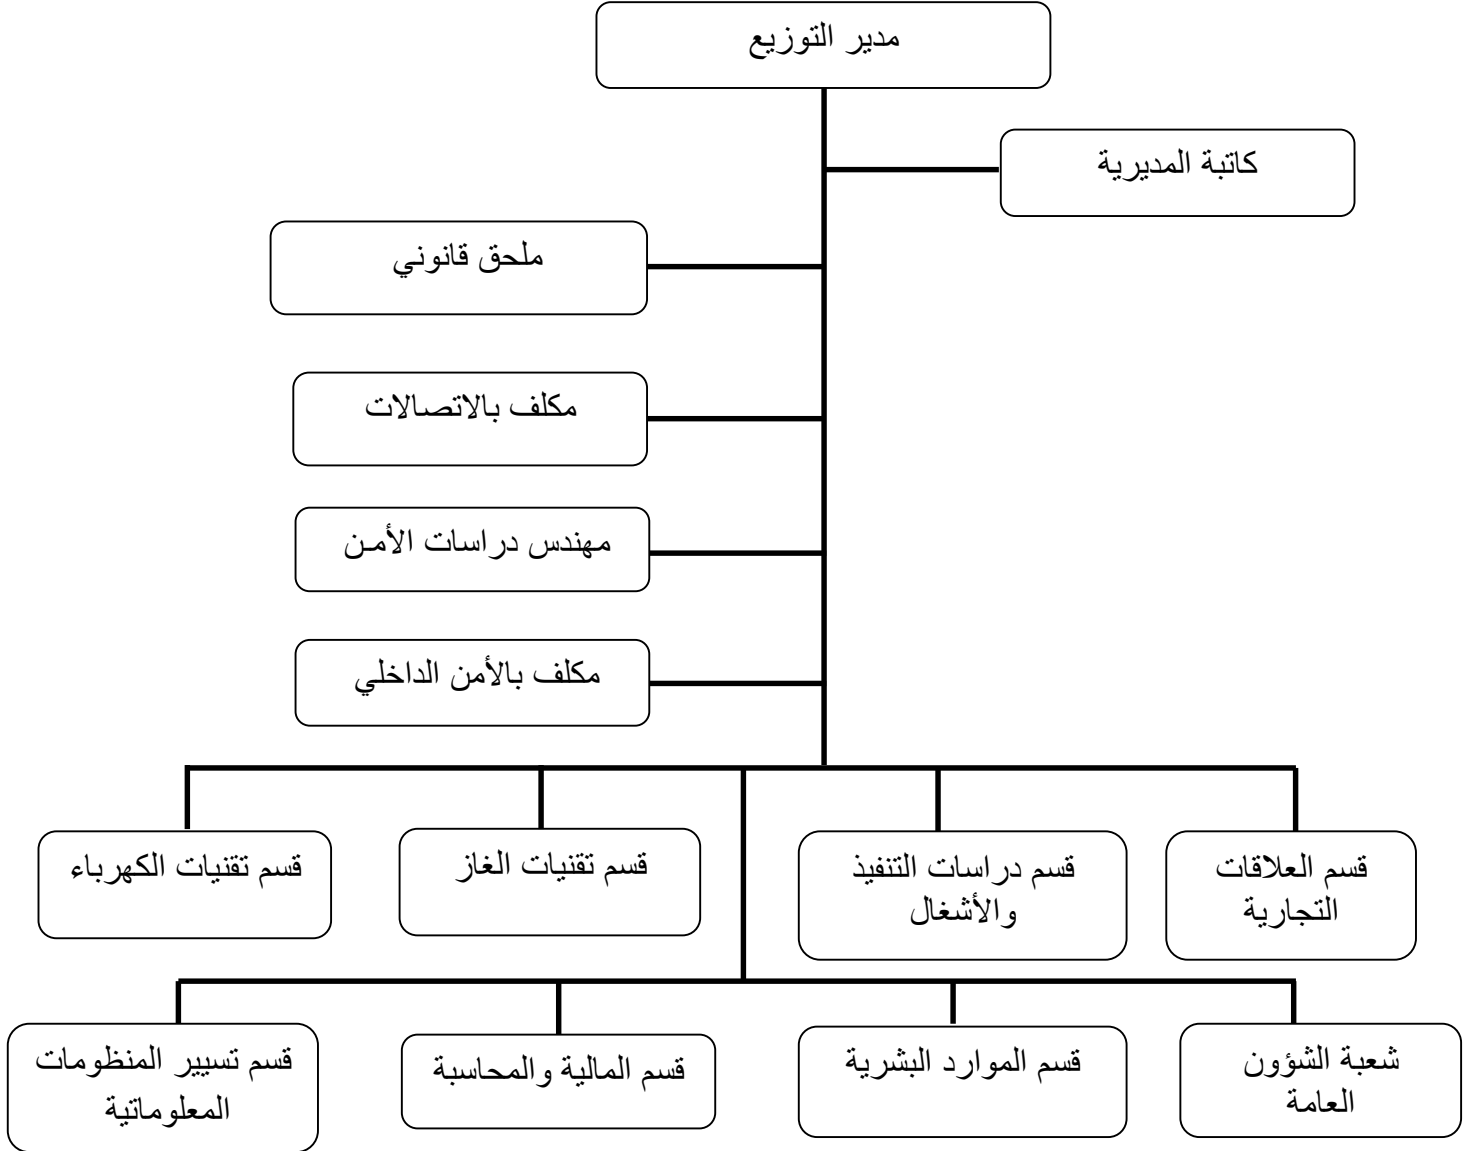 مدير التوزيع
كاتبة المديرية
ملحق قانوني
مكلف بالاتصالات
مهندس دراسات الأمن
مكلف بالأمن الداخلي
قسم العلاقات
التجارية
قسم دراسات التنفيذ
والأشغال
قسم تقنيات الغاز
قسم تقنيات الكهرباء
شعبة الشؤون
العامة
قسم الموارد البشرية
قسم المالية والمحاسبة
قسم تسيير المنظومات
المعلوماتية